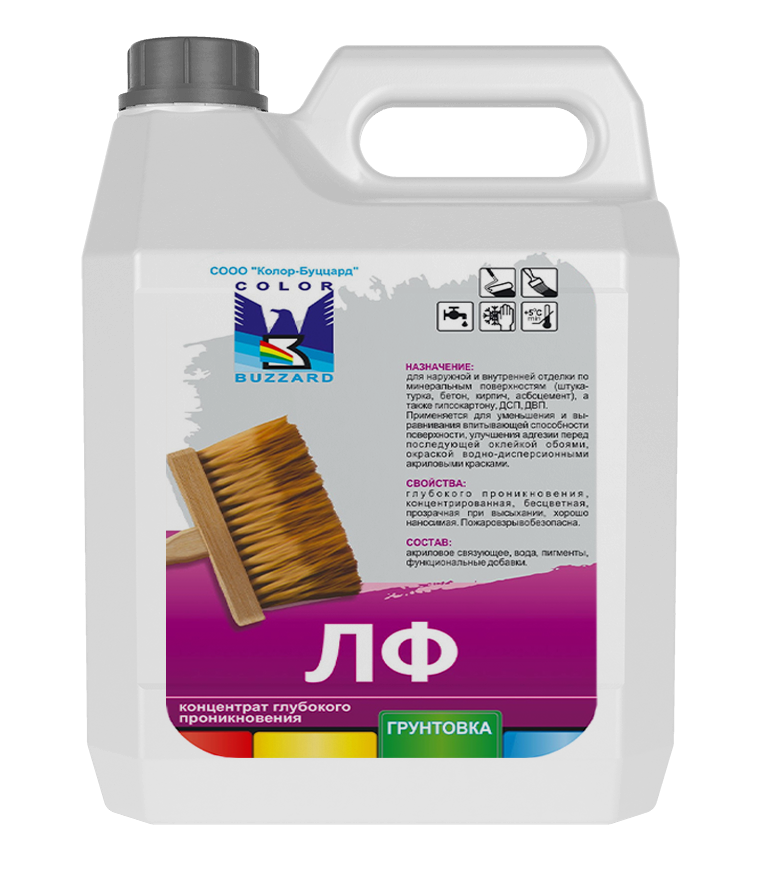 СООО "Колор-Буццард"
COLOR
BUZZARD
+5°C
min
НАЗНАЧЕНИЕ:
для наружной и внутренней отделки по
минеральным поверхностям (штука-
турка, бетон, кирпич, асбоцемент), а
также гипсокартону, ДСП, ДВП.
Применяется для уменьшения и вы-
равнивания впитывающей способности
поверхности, улучшения адгезии перед
последующей оклейкой обоями,
окраской водно-дисперсионными
акриловыми красками.
СВОЙСТВА:
глубокого проникновения,
концентрированная, бесцветная,
прозрачная при высыхании, хорошо
наносимая. Пожаровзрывобезопасна.
СОСТАВ:
акриловое связующее, вода, пигменты,
функциональные добавки.
ЛФ
концентрат глубокого
проникновения
ГРУНТОВКА